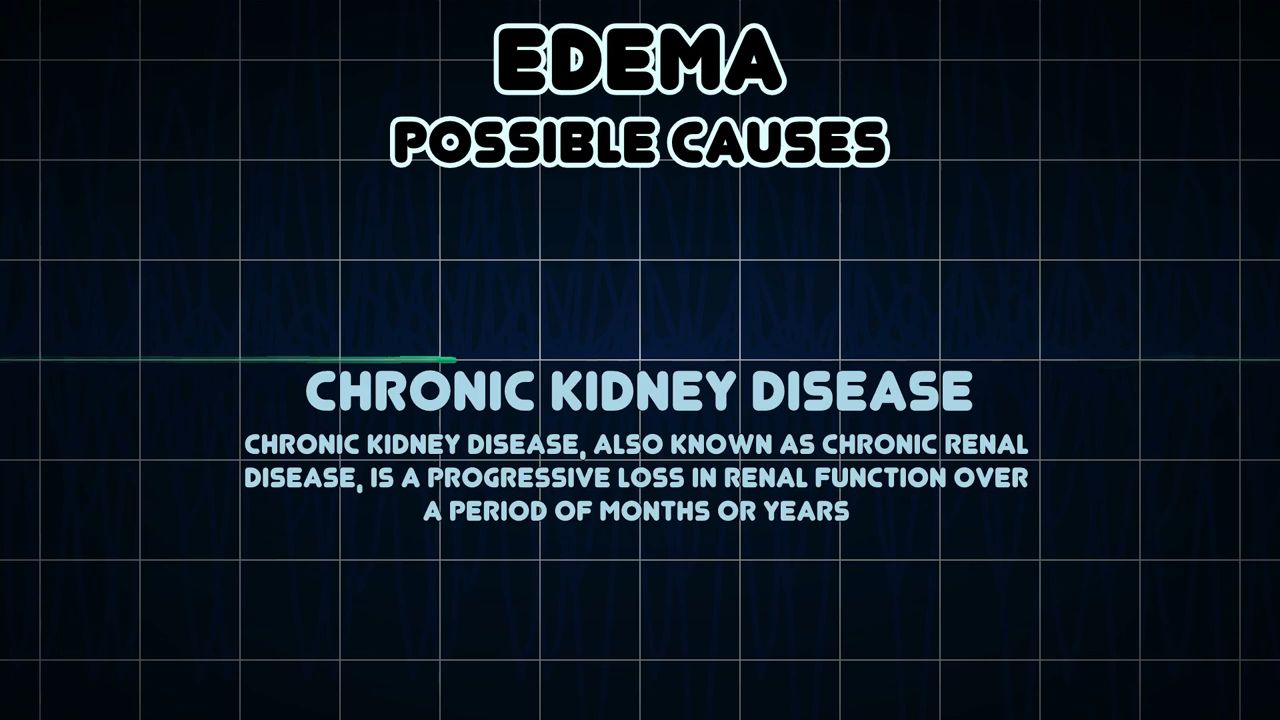 EDEMA
POSSIBLE CAUSES
CHRONIC KIDNEY DISEASE
CHRONIC KIDNEY DISEASE, ALSO KNOWN AS CHRONIC RENAL
DISEASE, IS A PROGRESSIVE LOSS IN RENAL FUNCTION OVER
A PERIOD OF MONTHS OR YEARS